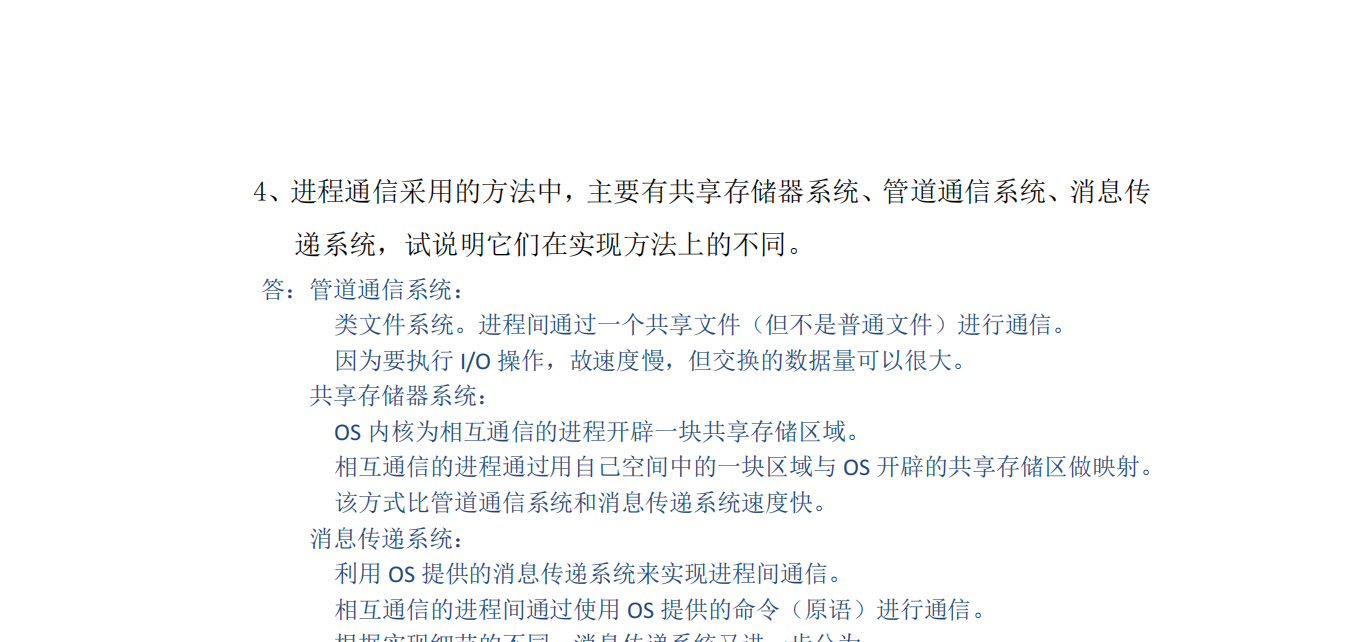 4、进程通信采用的方法中，主要有共享存储器系统、管道通信系统、消息传
递系统，试说明它们在实现方法上的不同。
答：管道通信系统：
类文件系统。进程间通过一个共享文件（但不是普通文件）进行通信。
因为要执行 I/O 操作，故速度慢，但交换的数据量可以很大。
共享存储器系统：
OS 内核为相互通信的进程开辟一块共享存储区域。
相互通信的进程通过用自己空间中的一块区域与 OS 开辟的共享存储区做映射。
该方式比管道通信系统和消息传递系统速度快。
消息传递系统：
利用 OS 提供的消息传递系统来实现进程间通信。
相互通信的进程间通过使用 OS 提供的命令（原语）进行通信。